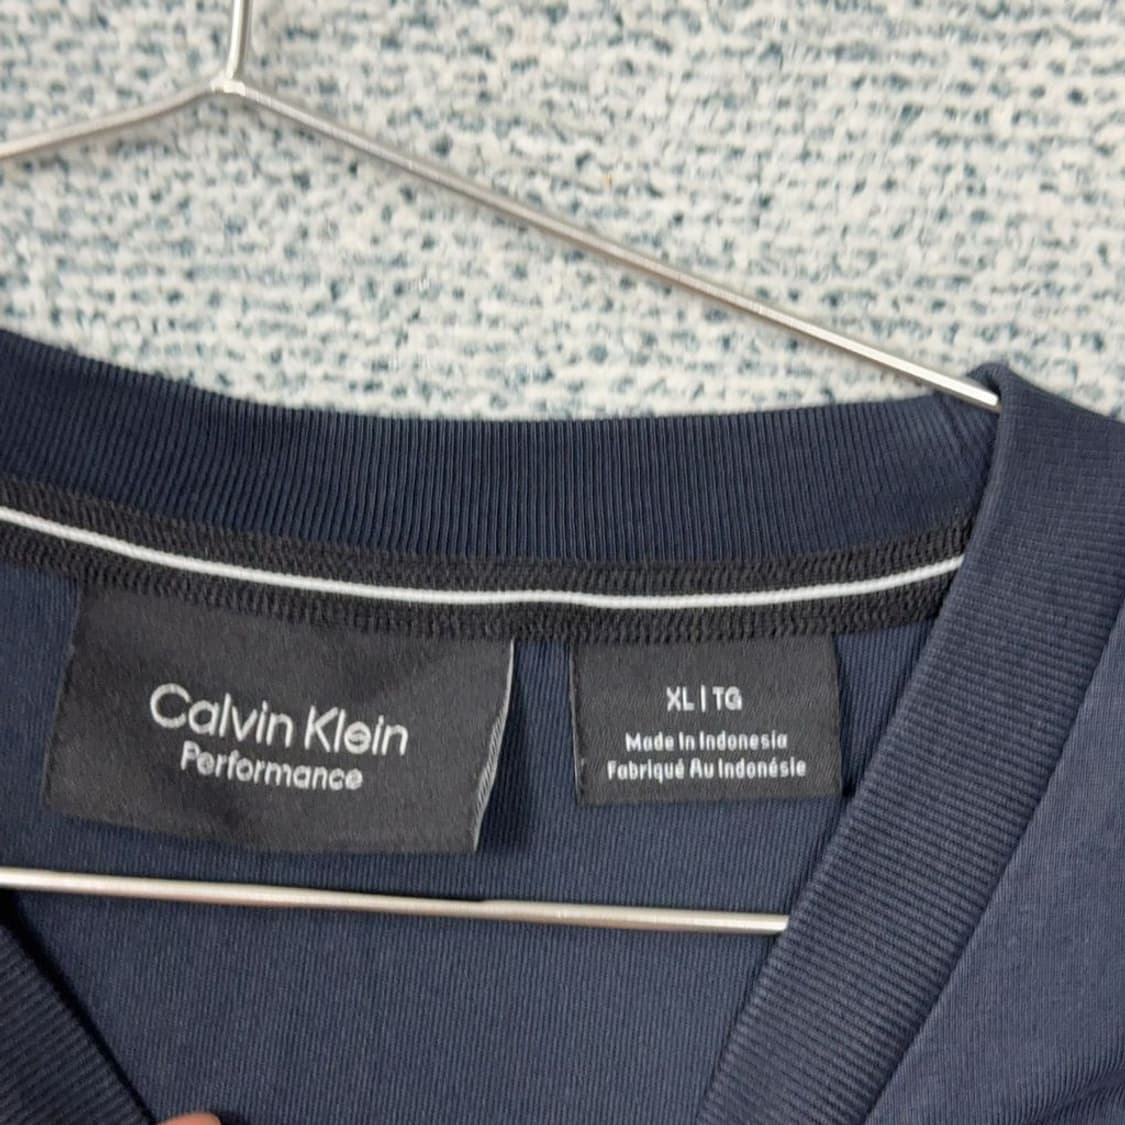 Calvin Klein
Performance
XL | TG
Made In Indonesia
Fabriqué Au Indonésie